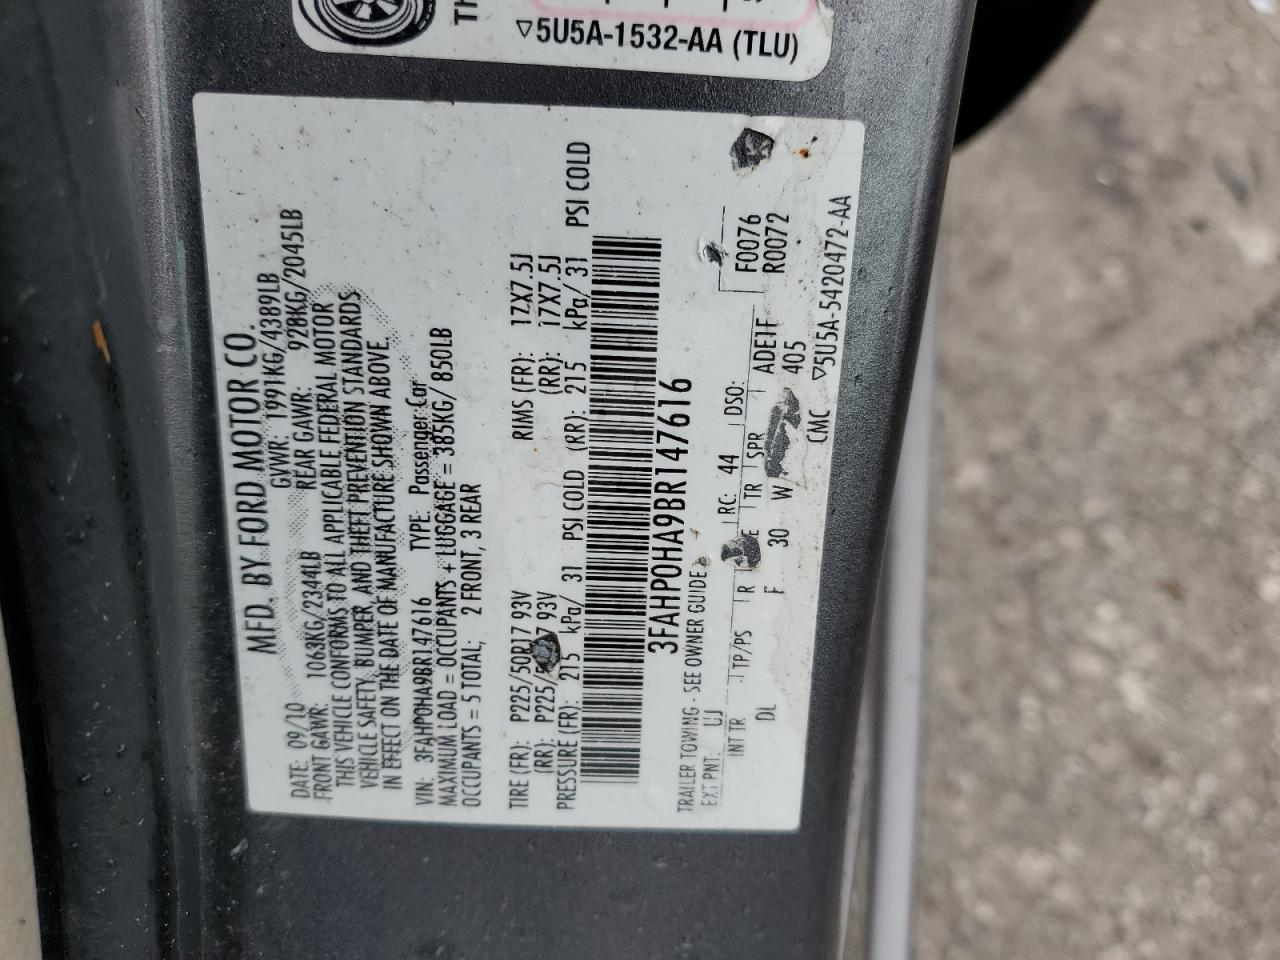 TH
▽5U5A-1532-AA (TLU)
MFD. BY FORD MOTOR CO.
DATE: 09/10 GVWR: 1991KG/4389LB
FRONT GAWR: 1063KG/2344LB REAR GAWR: 928KG/2045LB
THIS VEHICLE CONFORMS TO ALL APPLICABLE FEDERAL MOTOR
VEHICLE SAFETY, BUMPER, AND THEFT PREVENTION STANDARDS
IN EFFECT ON THE DATE OF MANUFACTURE SHOWN ABOVE.
VIN: 3FAHP0HA9BR147616 TYPE: Passenger Car
MAXIMUM LOAD = OCCUPANTS + LUGGAGE = 385KG/ 850LB
OCCUPANTS = 5 TOTAL; 2 FRONT, 3 REAR
TIRE (FR): P225/50R17 93V RIMS (FR): 17X7.5J
(RR): P225/5 7 93V (RR): 17X7.5J
PRESSURE (FR): 215 kPa/ 31 PSI COLD (RR): 215 kPa/ 31 PSI COLD
3FAHP0HA9BR147616
TRAILER TOWING - SEE OWNER GUIDE
EXT PNT: UJ RC: 44 DSO: F0076
R0072
INT TR TP/PS R E TR SPR ADE1F
DL F 30 W 405
CMC ▽5U5A-5420472-AA